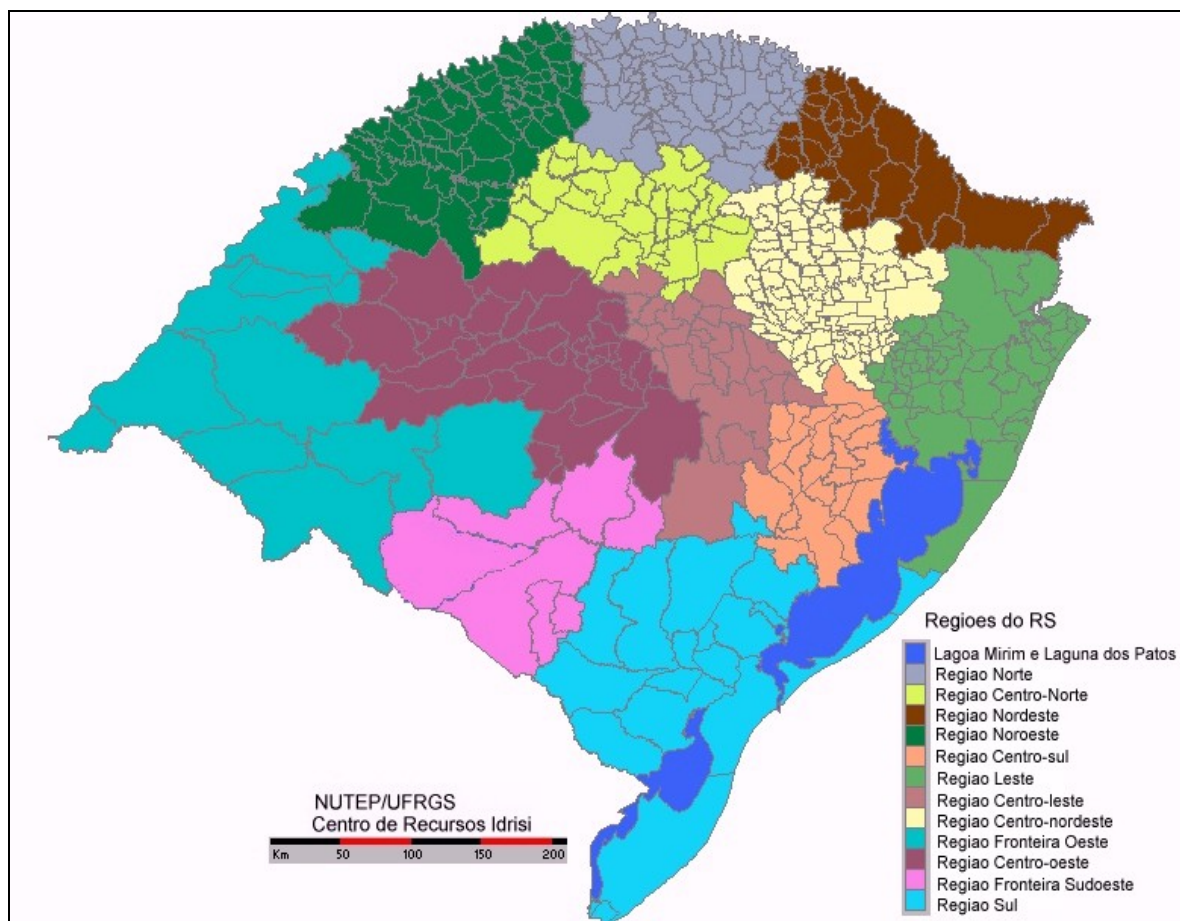 Regioes do RS
Lagoa Mirim e Laguna dos Patos
Regiao Norte
Regiao Centro-Norte
Regiao Nordeste
Regiao Noroeste
Regiao Centro-sul
Regiao Leste
Regiao Centro-leste
Regiao Centro-nordeste
Regiao Fronteira Oeste
Regiao Centro-oeste
Regiao Fronteira Sudoeste
Regiao Sul
NUTEP/UFRGS
Centro de Recursos Idrisi
Km 50 100 150 200